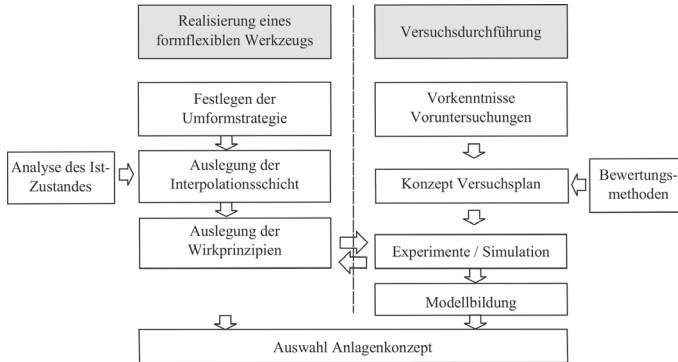 Realisierung eines
formflexiblen Werkzeugs
Versuchsdurchführung
Festlegen der
Umformstrategie
Vorkenntnisse
Voruntersuchungen
Analyse des Ist-
Zustandes
Auslegung der
Interpolationsschicht
Konzept Versuchsplan
Bewertungs-
methoden
Auslegung der
Wirkprinzipien
Experimente / Simulation
Modellbildung
Auswahl Anlagenkonzept